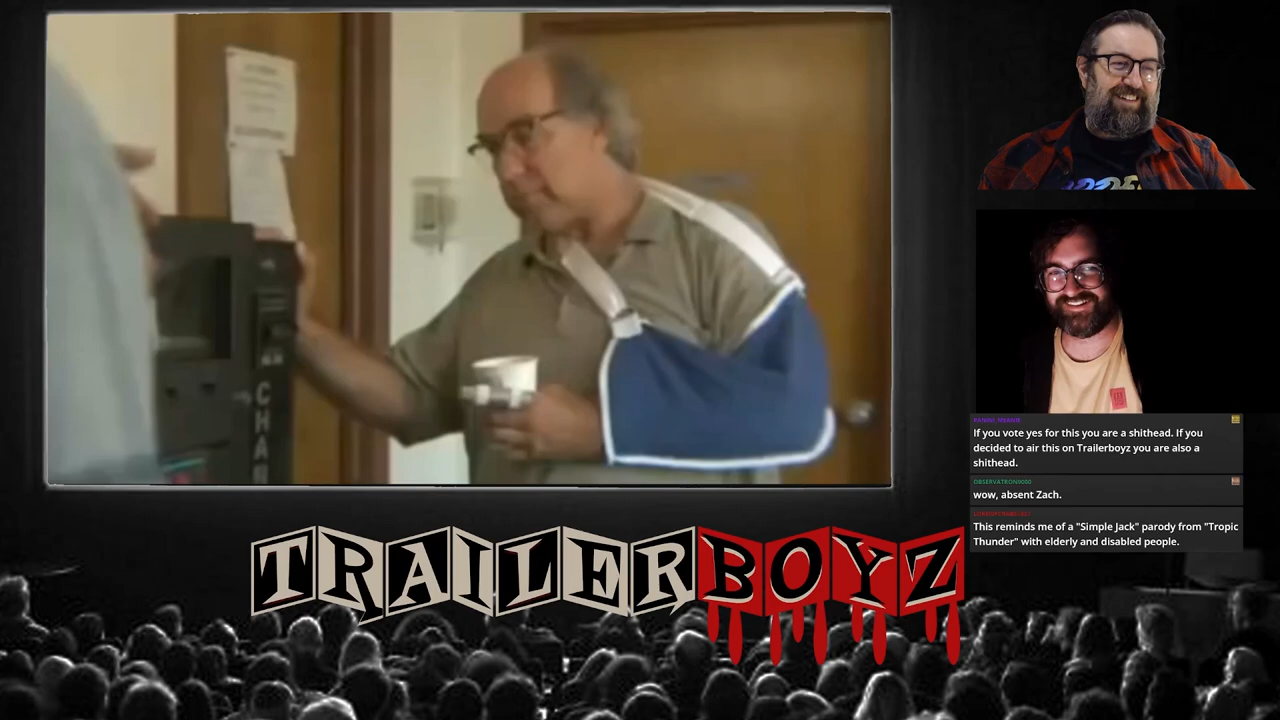 CHAN
If you vote yes for this you are a shithead. If you
decided to air this on Trailerboyz you are also a
shithead.
OBSERVATRON9000
wow, absent Zach.
This reminds me of a "Simple Jack" parody from "Tropic
Thunder" with elderly and disabled people.
TRAILERBOYZ